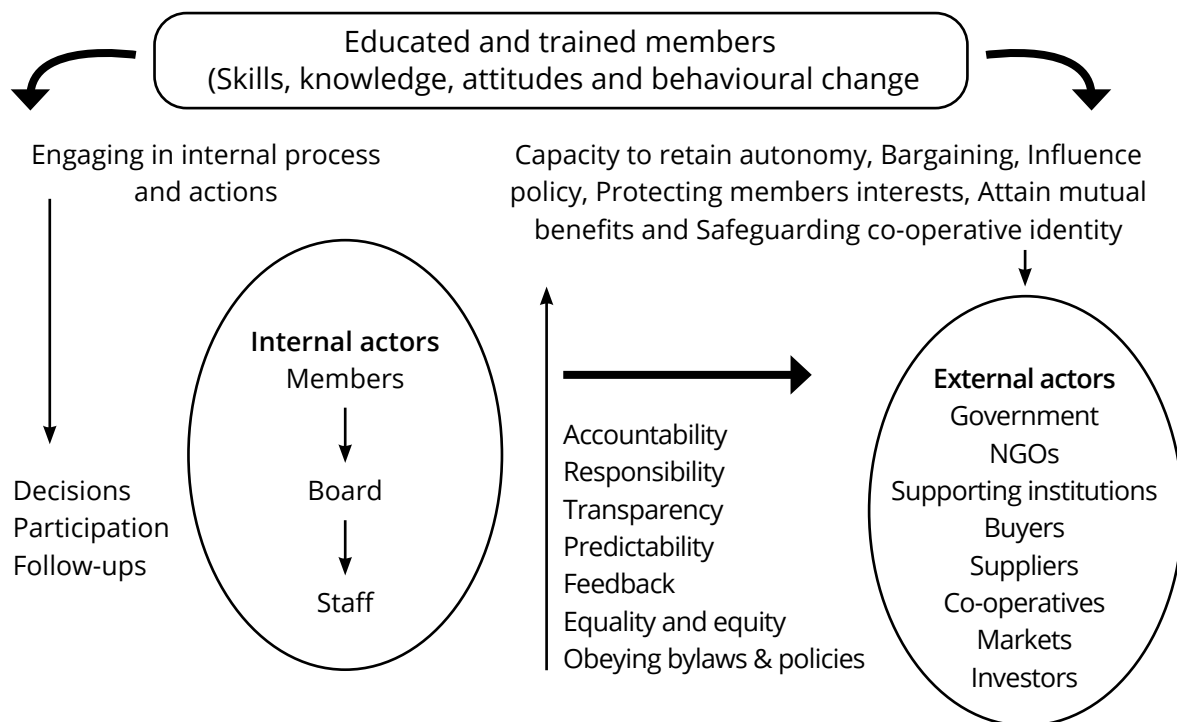 Educated and trained members
(Skills, knowledge, attitudes and behavioural change
Engaging in internal process
and actions
Capacity to retain autonomy, Bargaining, Influence
policy, Protecting members interests, Attain mutual
benefits and Safeguarding co-operative identity
Decisions
Participation
Follow-ups
Internal actors
Members
Board
Staff
Accountability
Responsibility
Transparency
Predictability
Feedback
Equality and equity
Obeying bylaws & policies
External actors
Government
NGOs
Supporting institutions
Buyers
Suppliers
Co-operatives
Markets
Investors